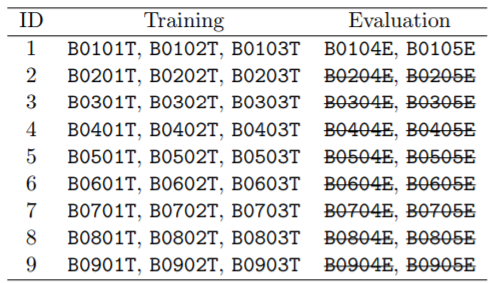 ID Training Evaluation
1 B0101T, B0102T, B0103T B0104E, B0105E
2 B0201T, B0202T, B0203T B0204E, B0205E
3 B0301T, B0302T, B0303T B0304E, B0305E
4 B0401T, B0402T, B0403T B0404E, B0405E
5 B0501T, B0502T, B0503T B0504E, B0505E
6 B0601T, B0602T, B0603T B0604E, B0605E
7 B0701T, B0702T, B0703T B0704E, B0705E
8 B0801T, B0802T, B0803T B0804E, B0805E
9 B0901T, B0902T, B0903T B0904E, B0905E